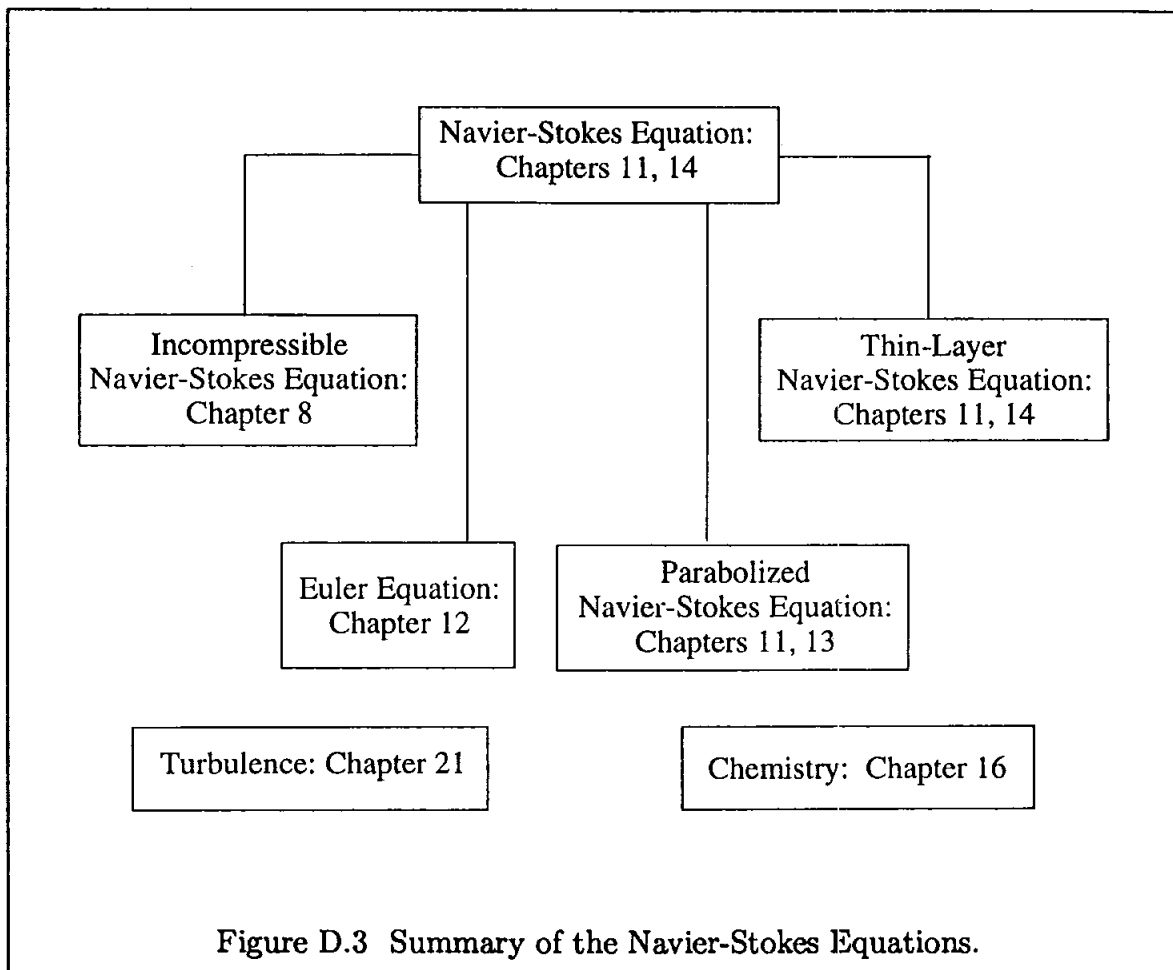 Navier-Stokes Equation:
Chapters 11, 14
Incompressible
Navier-Stokes Equation:
Chapter 8
Thin-Layer
Navier-Stokes Equation:
Chapters 11, 14
Euler Equation:
Chapter 12
Parabolized
Navier-Stokes Equation:
Chapters 11, 13
Turbulence: Chapter 21
Chemistry: Chapter 16
Figure D.3 Summary of the Navier-Stokes Equations.